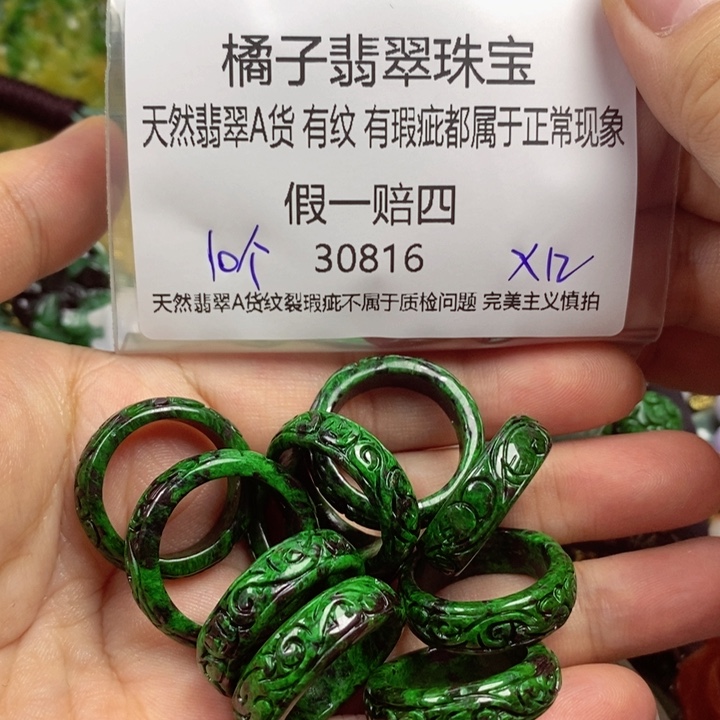 橘子翡翠珠宝
天然翡翠A货 有纹 有瑕疵都属于正常现象
假一赔四
10个 30816 X12
天然翡翠A货纹裂瑕疵不属于质检问题 完美主义慎拍